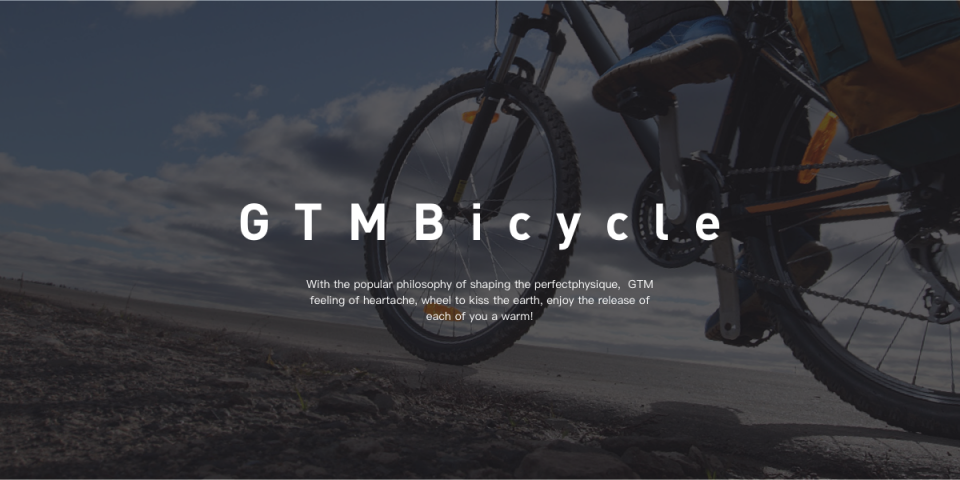 GTMBicycle
With the popular philosophy of shaping the perfectphysique,  GTM
feeling of heartache, wheel to kiss the earth, enjoy the release of
each of you a warm!